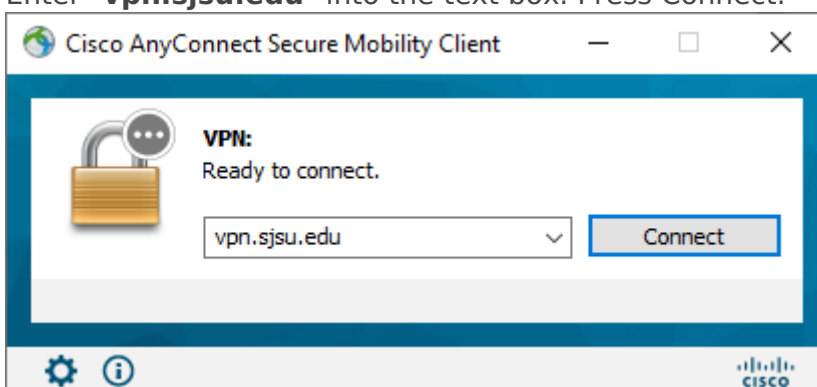 Enter "vpn.sjsu.edu" into the text box. Press Connect.
Cisco AnyConnect Secure Mobility Client
VPN:
Ready to connect.
vpn.sjsu.edu
Connect
cisco